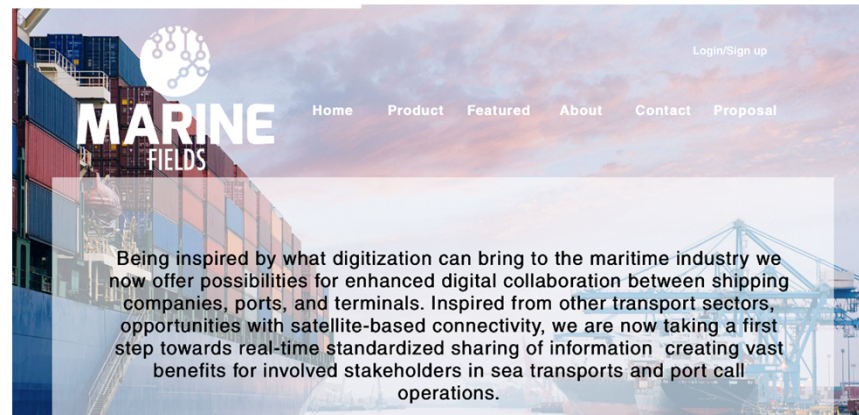 Login/Sign up
MARINE
FIELDS
Home Product Featured About Contact Proposal
Being inspired by what digitization can bring to the maritime industry we
now offer possibilities for enhanced digital collaboration between shipping
companies, ports, and terminals. Inspired from other transport sectors,
opportunities with satellite-based connectivity, we are now taking a first
step towards real-time standardized sharing of information creating vast
benefits for involved stakeholders in sea transports and port call
operations.